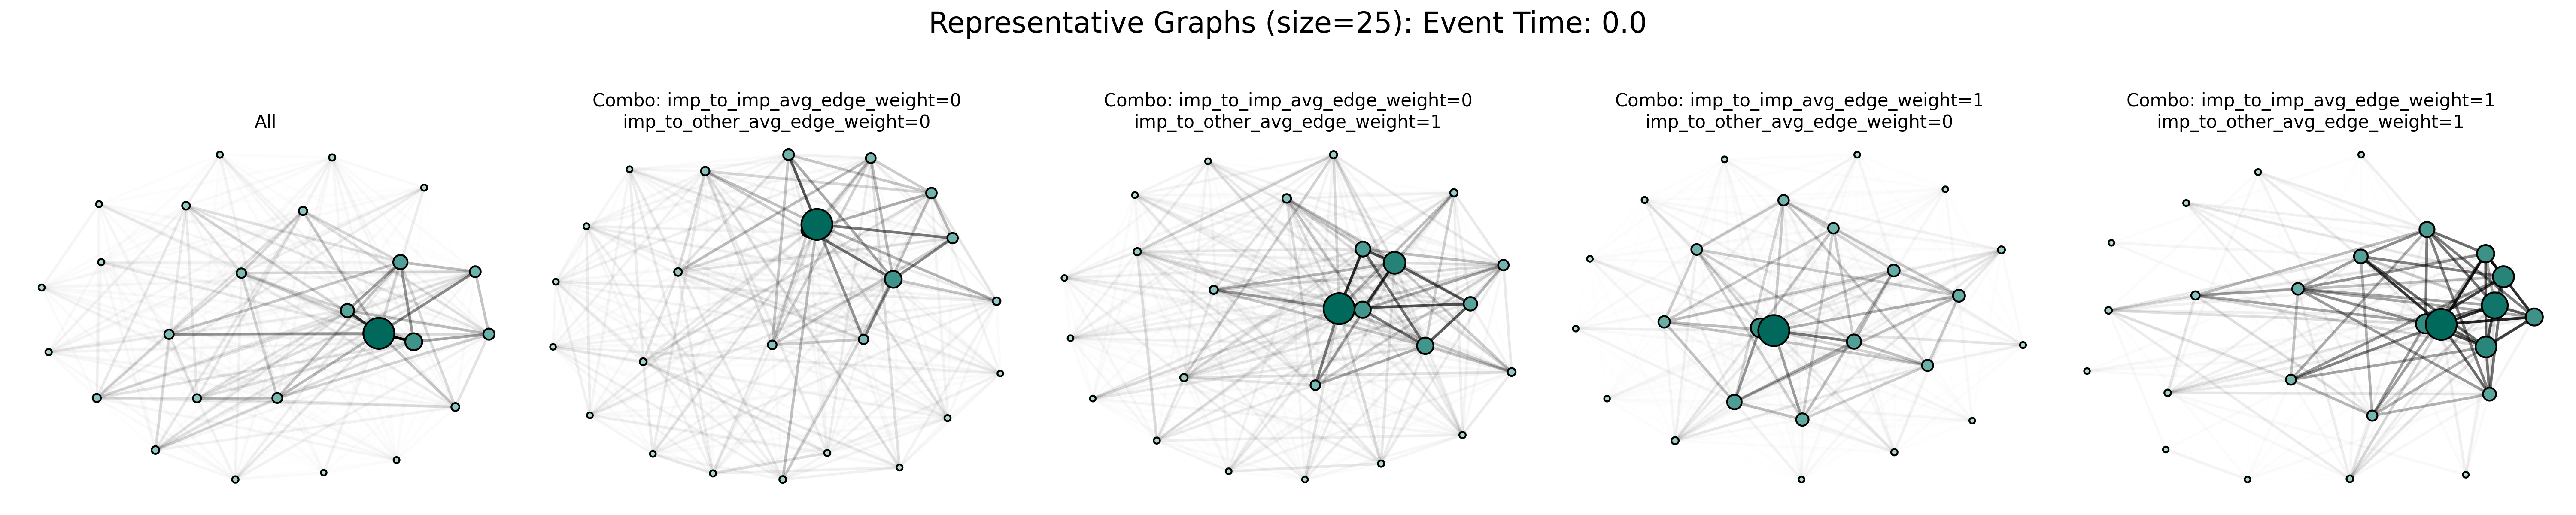 Representative Graphs (size=25): Event Time: 0.0
All
Combo: imp_to_imp_avg_edge_weight=0
imp_to_other_avg_edge_weight=0
Combo: imp_to_imp_avg_edge_weight=0
imp_to_other_avg_edge_weight=1
Combo: imp_to_imp_avg_edge_weight=1
imp_to_other_avg_edge_weight=0
Combo: imp_to_imp_avg_edge_weight=1
imp_to_other_avg_edge_weight=1